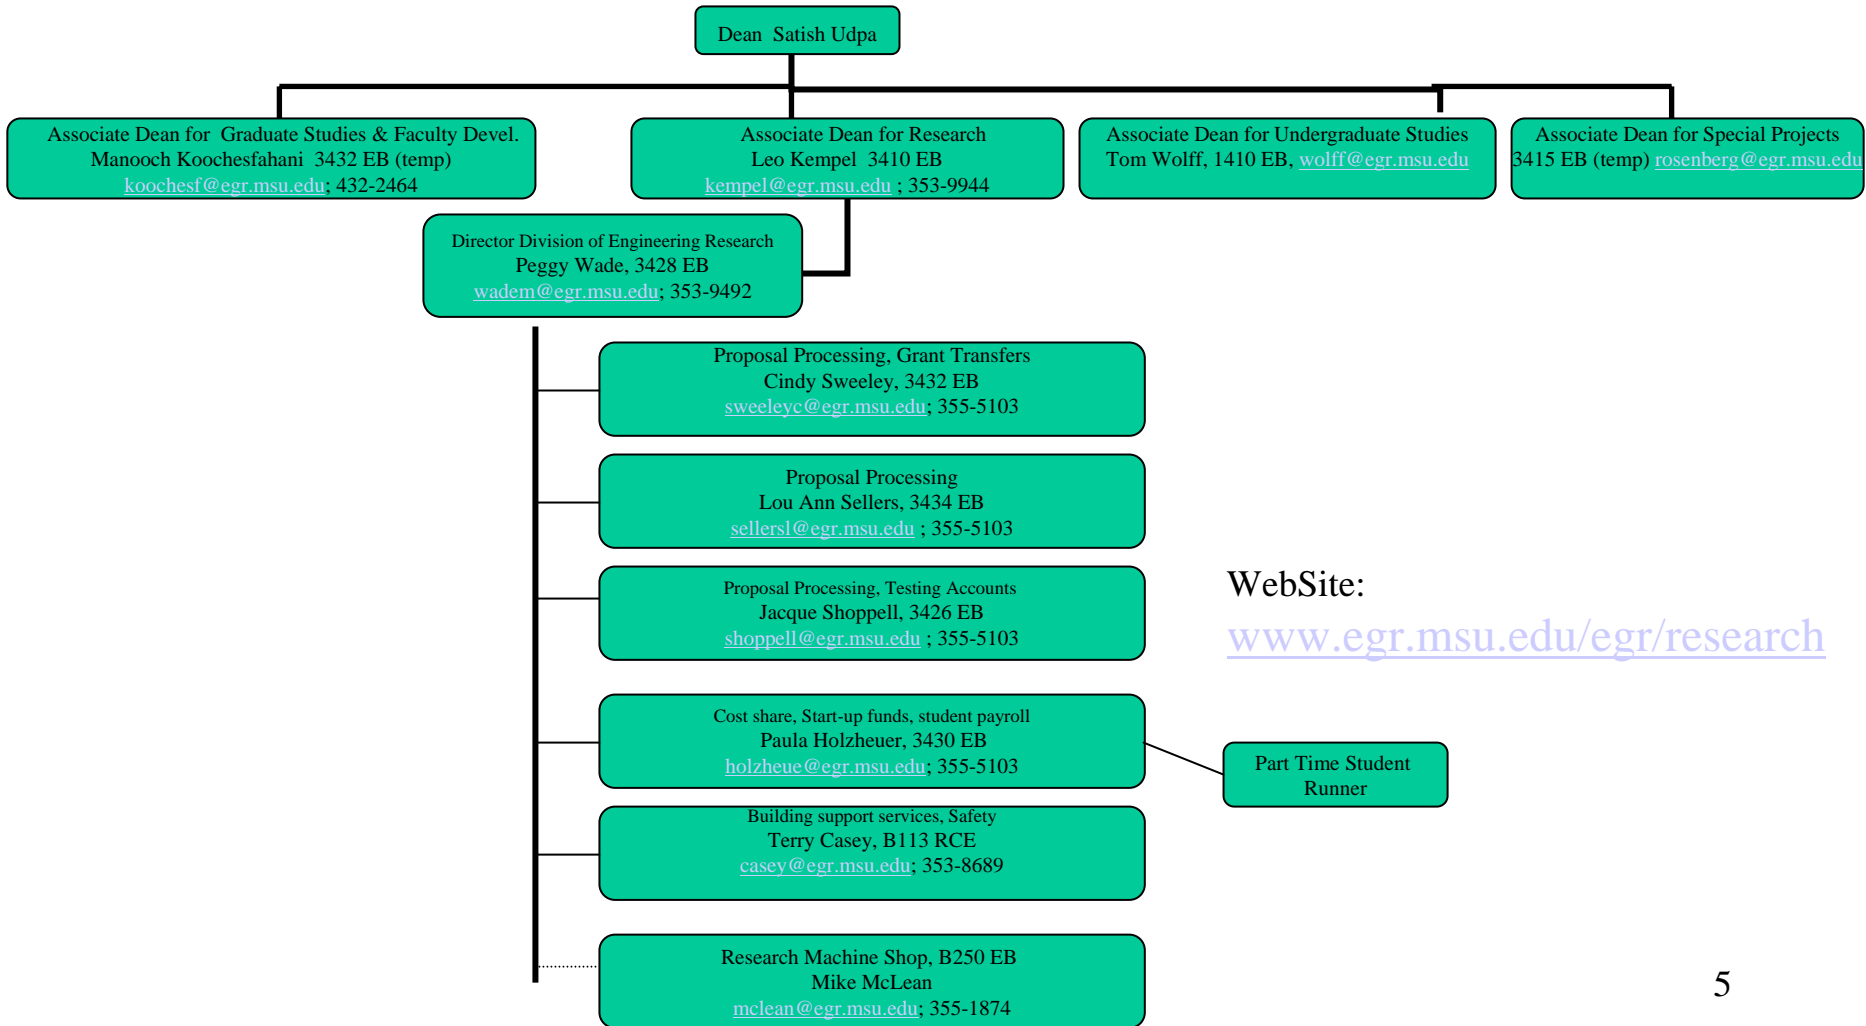 Dean Satish Udpa
Associate Dean for Graduate Studies & Faculty Devel.
Manooch Koochesfahani 3432 EB (temp)
koochesf@egr.msu.edu; 432-2464
Associate Dean for Research
Leo Kempel 3410 EB
kempel@egr.msu.edu ; 353-9944
Associate Dean for Undergraduate Studies
Tom Wolff, 1410 EB, wolff@egr.msu.edu
Associate Dean for Special Projects
3415 EB (temp) rosenberg@egr.msu.edu
Director Division of Engineering Research
Peggy Wade, 3428 EB
wadem@egr.msu.edu; 353-9492
Proposal Processing, Grant Transfers
Cindy Sweeley, 3432 EB
sweeleyc@egr.msu.edu; 355-5103
Proposal Processing
Lou Ann Sellers, 3434 EB
sellersl@egr.msu.edu ; 355-5103
Proposal Processing, Testing Accounts
Jacque Shoppell, 3426 EB
shoppell@egr.msu.edu ; 355-5103
WebSite:
www.egr.msu.edu/egr/research
Cost share, Start-up funds, student payroll
Paula Holzheuer, 3430 EB
holzheue@egr.msu.edu; 355-5103
Part Time Student
Runner
Building support services, Safety
Terry Casey, B113 RCE
casey@egr.msu.edu; 353-8689
Research Machine Shop, B250 EB
Mike McLean
mclean@egr.msu.edu; 355-1874
5